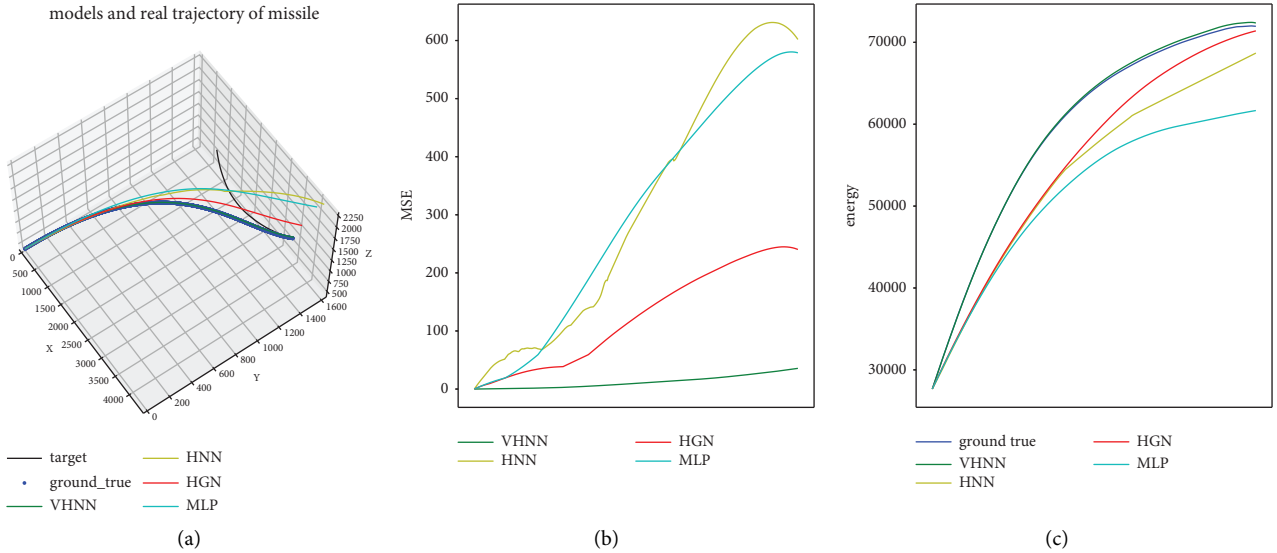 models and real trajectory of missile
2250
2000
1750
1500
1250
1000
750
500
Z
0
500
1000
1500
2000
2500
3000
3500
4000
X
0
200
400
600
800
1000
1200
1400
1600
Y
target
ground_true
VHNN
HNN
HGN
MLP
(a)
600
500
400
300
200
100
0
MSE
VHNN
HNN
HGN
MLP
(b)
70000
60000
50000
40000
30000
energy
ground true
VHNN
HNN
HGN
MLP
(c)